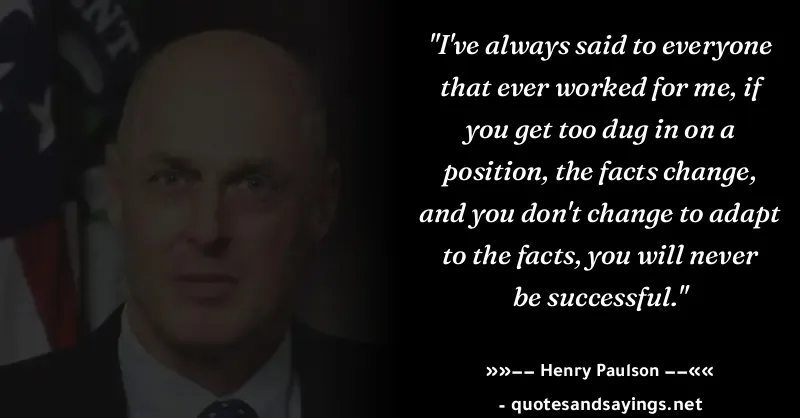 ENT
"I've always said to everyone
that ever worked for me, if
you get too dug in on a
position, the facts change,
and you don't change to adapt
to the facts, you will never
be successful."
»»–– Henry Paulson ––««
- quotesandsayings.net